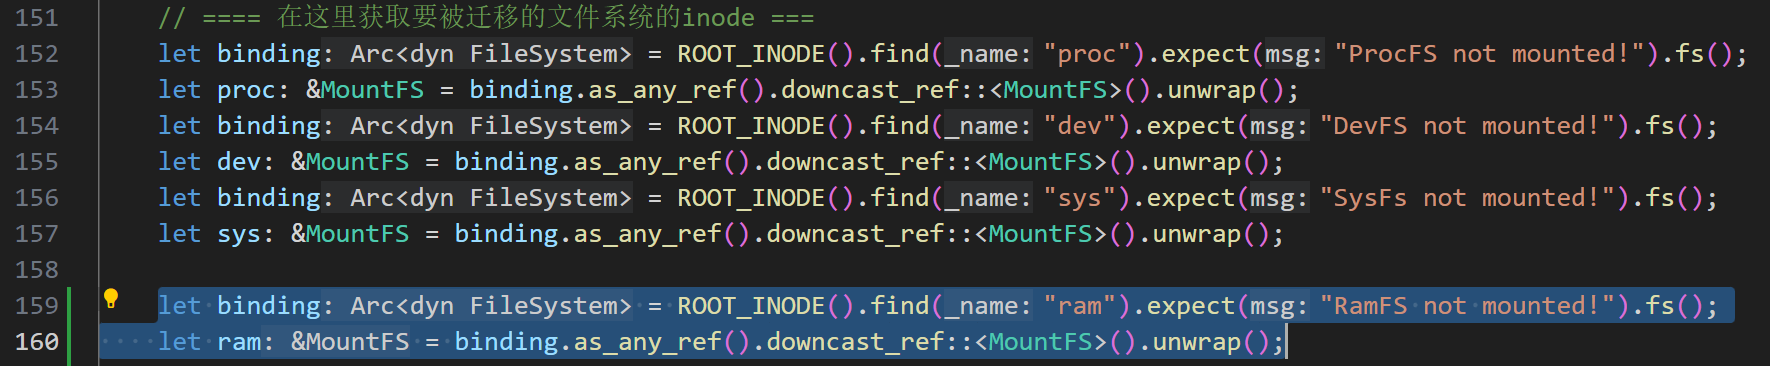 151 // ==== 在这里获取要被迁移的文件系统的inode ===
152 let binding: Arc<dyn FileSystem> = ROOT_INODE().find(_name: "proc").expect(msg: "ProcFS not mounted!").fs();
153 let proc: &MountFS = binding.as_any_ref().downcast_ref::<MountFS>().unwrap();
154 let binding: Arc<dyn FileSystem> = ROOT_INODE().find(_name: "dev").expect(msg: "DevFS not mounted!").fs();
155 let dev: &MountFS = binding.as_any_ref().downcast_ref::<MountFS>().unwrap();
156 let binding: Arc<dyn FileSystem> = ROOT_INODE().find(_name: "sys").expect(msg: "SysFs not mounted!").fs();
157 let sys: &MountFS = binding.as_any_ref().downcast_ref::<MountFS>().unwrap();
158
159 let binding: Arc<dyn FileSystem> = ROOT_INODE().find(_name: "ram").expect(msg: "RamFS not mounted!").fs();
160 let ram: &MountFS = binding.as_any_ref().downcast_ref::<MountFS>().unwrap();